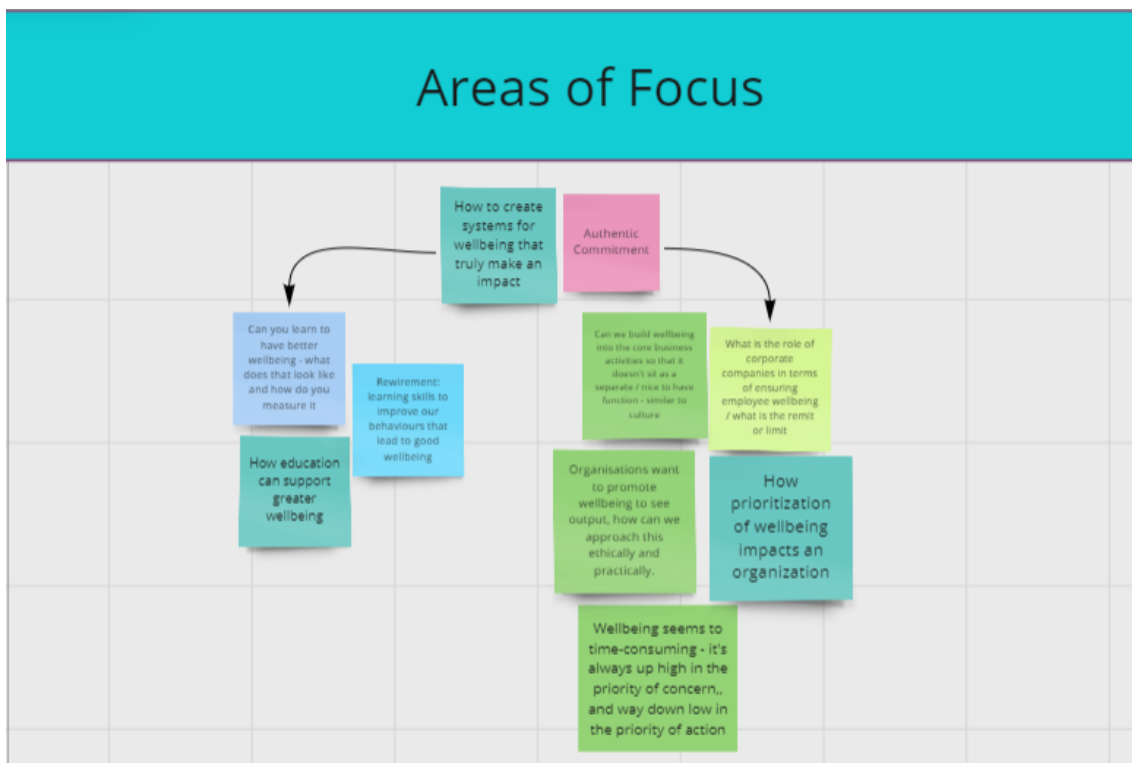 Areas of Focus
How to create
systems for
wellbeing that
truly make an
impact
Authentic
Commitment
Can you learn to
have better
wellbeing - what
does that look like
and how do you
measure it
Rewirement:
learning skills to
improve our
behaviours that
lead to good
wellbeing
How education
can support
greater
wellbeing
Can we build wellbeing
into the core business
activities so that it
doesn't sit as a
separate / nice to have
function - similar to
culture
What is the role of
corporate
companies in terms
of ensuring
employee wellbeing
/ what is the remit
or limit
Organisations want
to promote
wellbeing to see
output, how can we
approach this
ethically and
practically.
How
prioritization
of wellbeing
impacts an
organization
Wellbeing seems to
time-consuming - it's
always up high in the
priority of concern,,
and way down low in
the priority of action